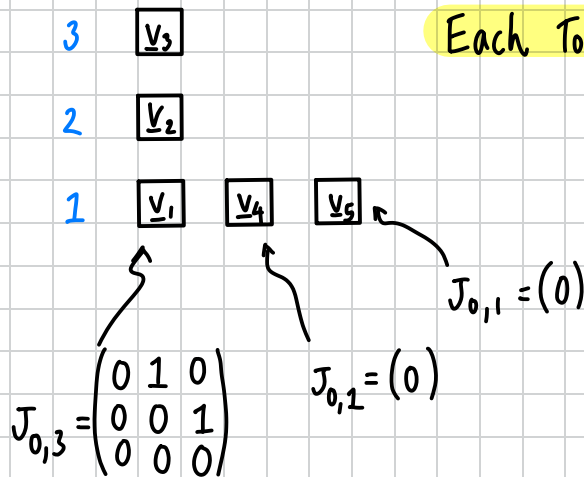 3 v₃ Each To
2 v₂
1 v₁ v₄ v₅
J₀,₁ = (0)
J₀,₁ = (0)
J₀,₃ = (0 1 0
0 0 1
0 0 0)